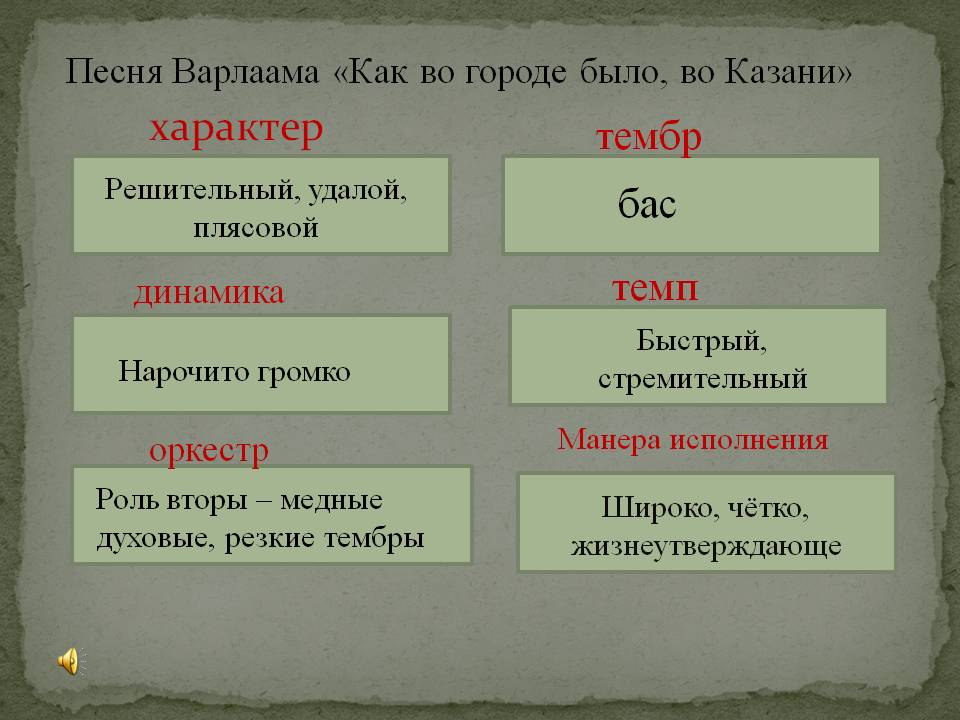 Песня Варлаама «Как во городе было, во Казани»
характер
Решительный, удалой,
плясовой
тембр
бас
динамика
Нарочито громко
темп
Быстрый,
стремительный
оркестр
Роль вторы – медные
духовые, резкие тембры
Манера исполнения
Широко, чётко,
жизнеутверждающе